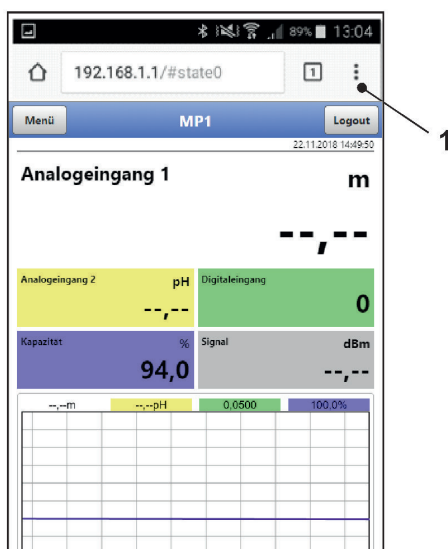 89% 13:04
192.168.1.1/#state0 1
1
Menü MP1 Logout
22.11.2018 14:49:50
Analogeingang 1 m
--,--
Analogeingang 2 pH
--,--
Digitaleingang
0
Kapazität %
94,0
Signal dBm
--,--
--,--m --,--pH 0,0500 100,0%